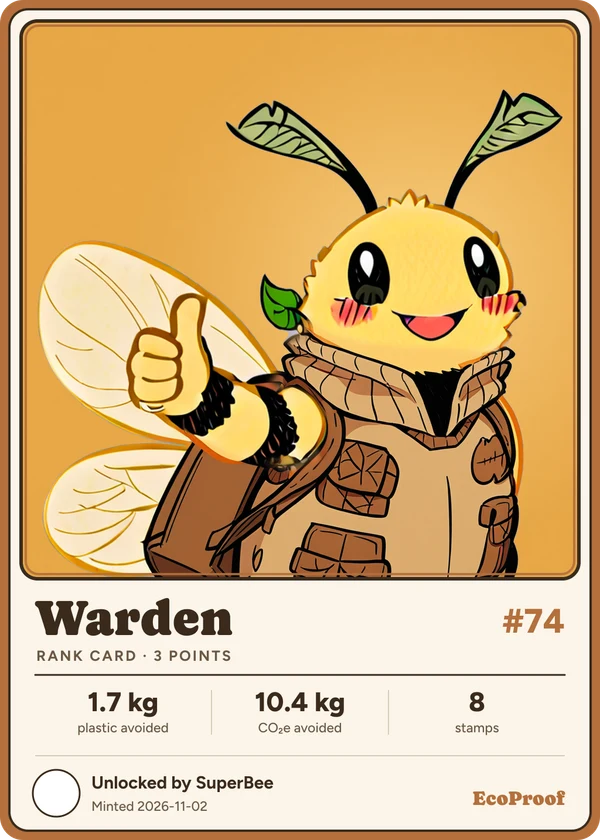 Warden
#74
RANK CARD · 3 POINTS
1.7 kg
plastic avoided
10.4 kg
CO₂e avoided
8
stamps
Unlocked by SuperBee
Minted 2026-11-02
EcoProof